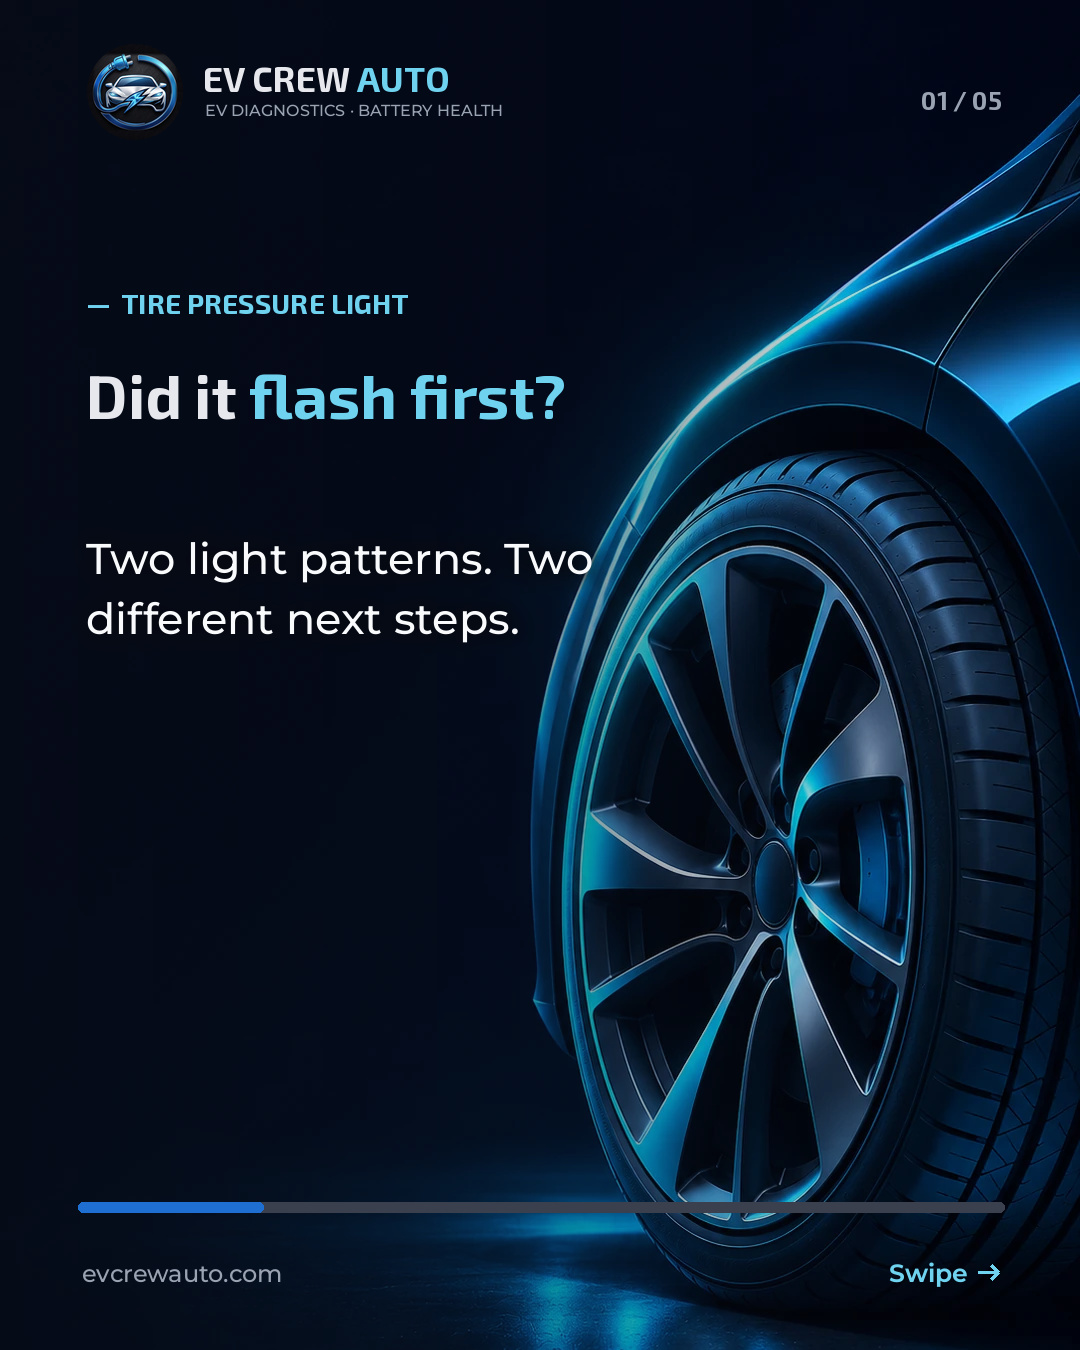 EV CREW AUTO
EV DIAGNOSTICS · BATTERY HEALTH
01 / 05
— TIRE PRESSURE LIGHT
Did it flash first?
Two light patterns. Two
different next steps.
evcrewauto.com
Swipe →